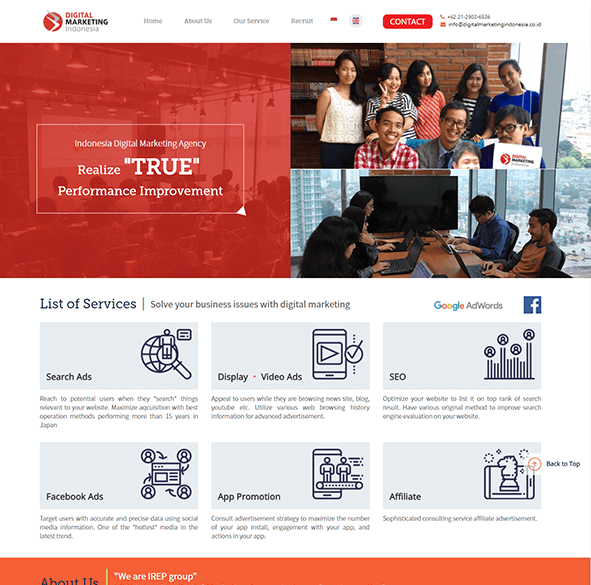 DIGITAL
MARKETING
Indonesia
Home
About Us
Our Service
Recruit
CONTACT
+62 21-2902-6536
info@digitalmarketingindonesia.co.id
Indonesia Digital Marketing Agency
Realize "TRUE"
Performance Improvement
DIGITAL
MARKETING
Indonesia
List of Services | Solve your business issues with digital marketing
Google AdWords
Search Ads
Display • Video Ads
SEO
Reach to potential users when they "search" things
relevant to your website. Maximize aqcuisition with best
operation methods performing more than 15 years in
Japan
Appeal to users while they are browsing news site, blog,
youtube etc. Utilize various web browsing history
information for advanced advertisement.
Optimize your website to list it on top rank of search
result. Have various original method to improve search
engine evaluation on your website.
Facebook Ads
App Promotion
Affiliate
Back to Top
Target users with accurate and precise data using social
media information. One of the "hottest" media in the
latest trend.
Consult advertisement strategy to maximize the number
of your app install, engagement with your app, and
actions in your app.
Sophisticated consulting service affiliate advertisement.
About Us
"We are IREP group"